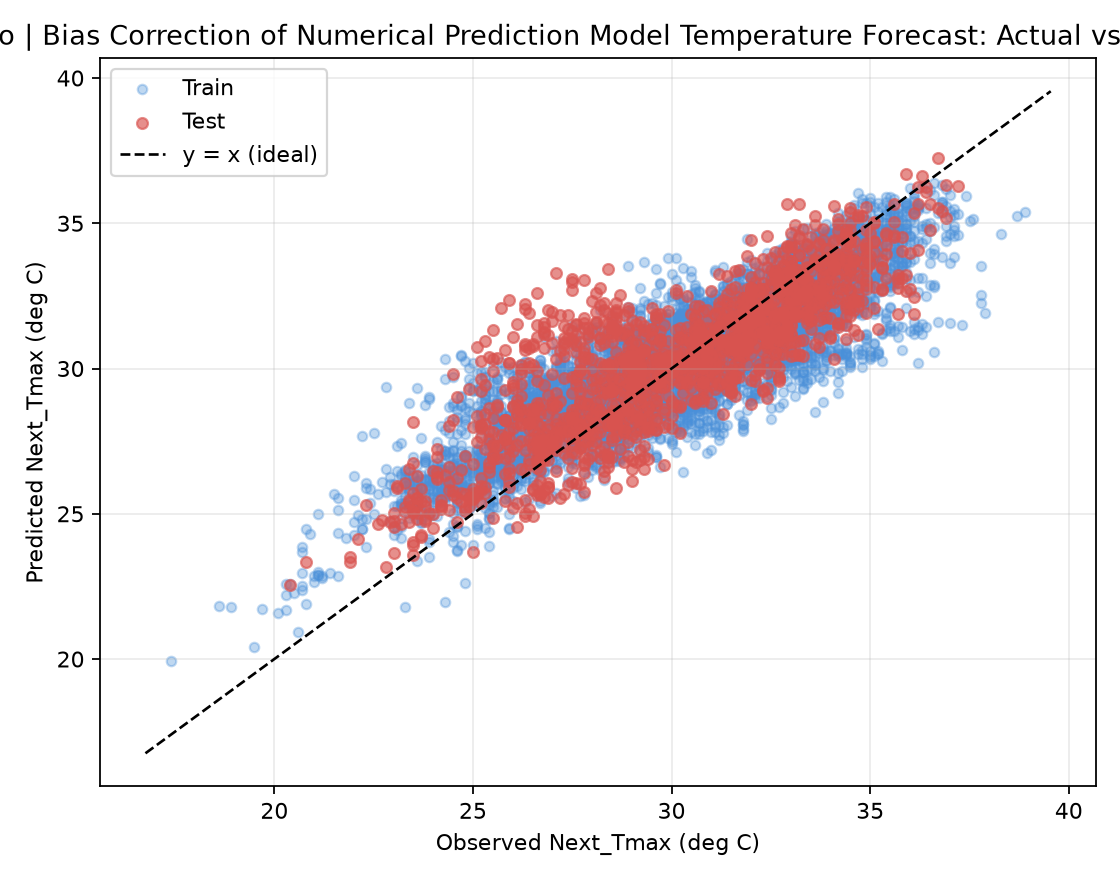 o | Bias Correction of Numerical Prediction Model Temperature Forecast: Actual vs
Train
Test
y = x (ideal)
40
35
30
25
20
Predicted Next_Tmax (deg C)
20 25 30 35 40
Observed Next_Tmax (deg C)